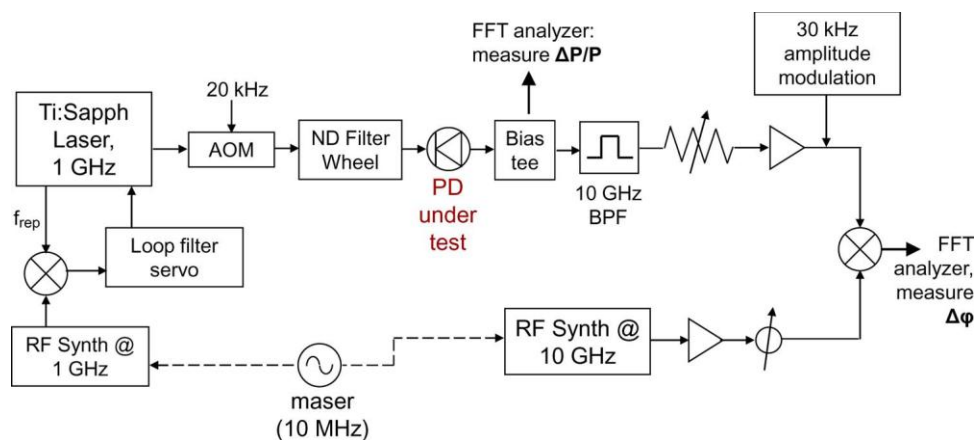 FFT analyzer:
measure ΔP/P
30 kHz
amplitude
modulation
20 kHz
Ti:Sapph
Laser,
1 GHz
AOM
ND Filter
Wheel
Bias
tee
PD
under
test
10 GHz
BPF
f_rep
Loop filter
servo
FFT
analyzer,
measure
Δφ
RF Synth @
1 GHz
RF Synth @
10 GHz
maser
(10 MHz)